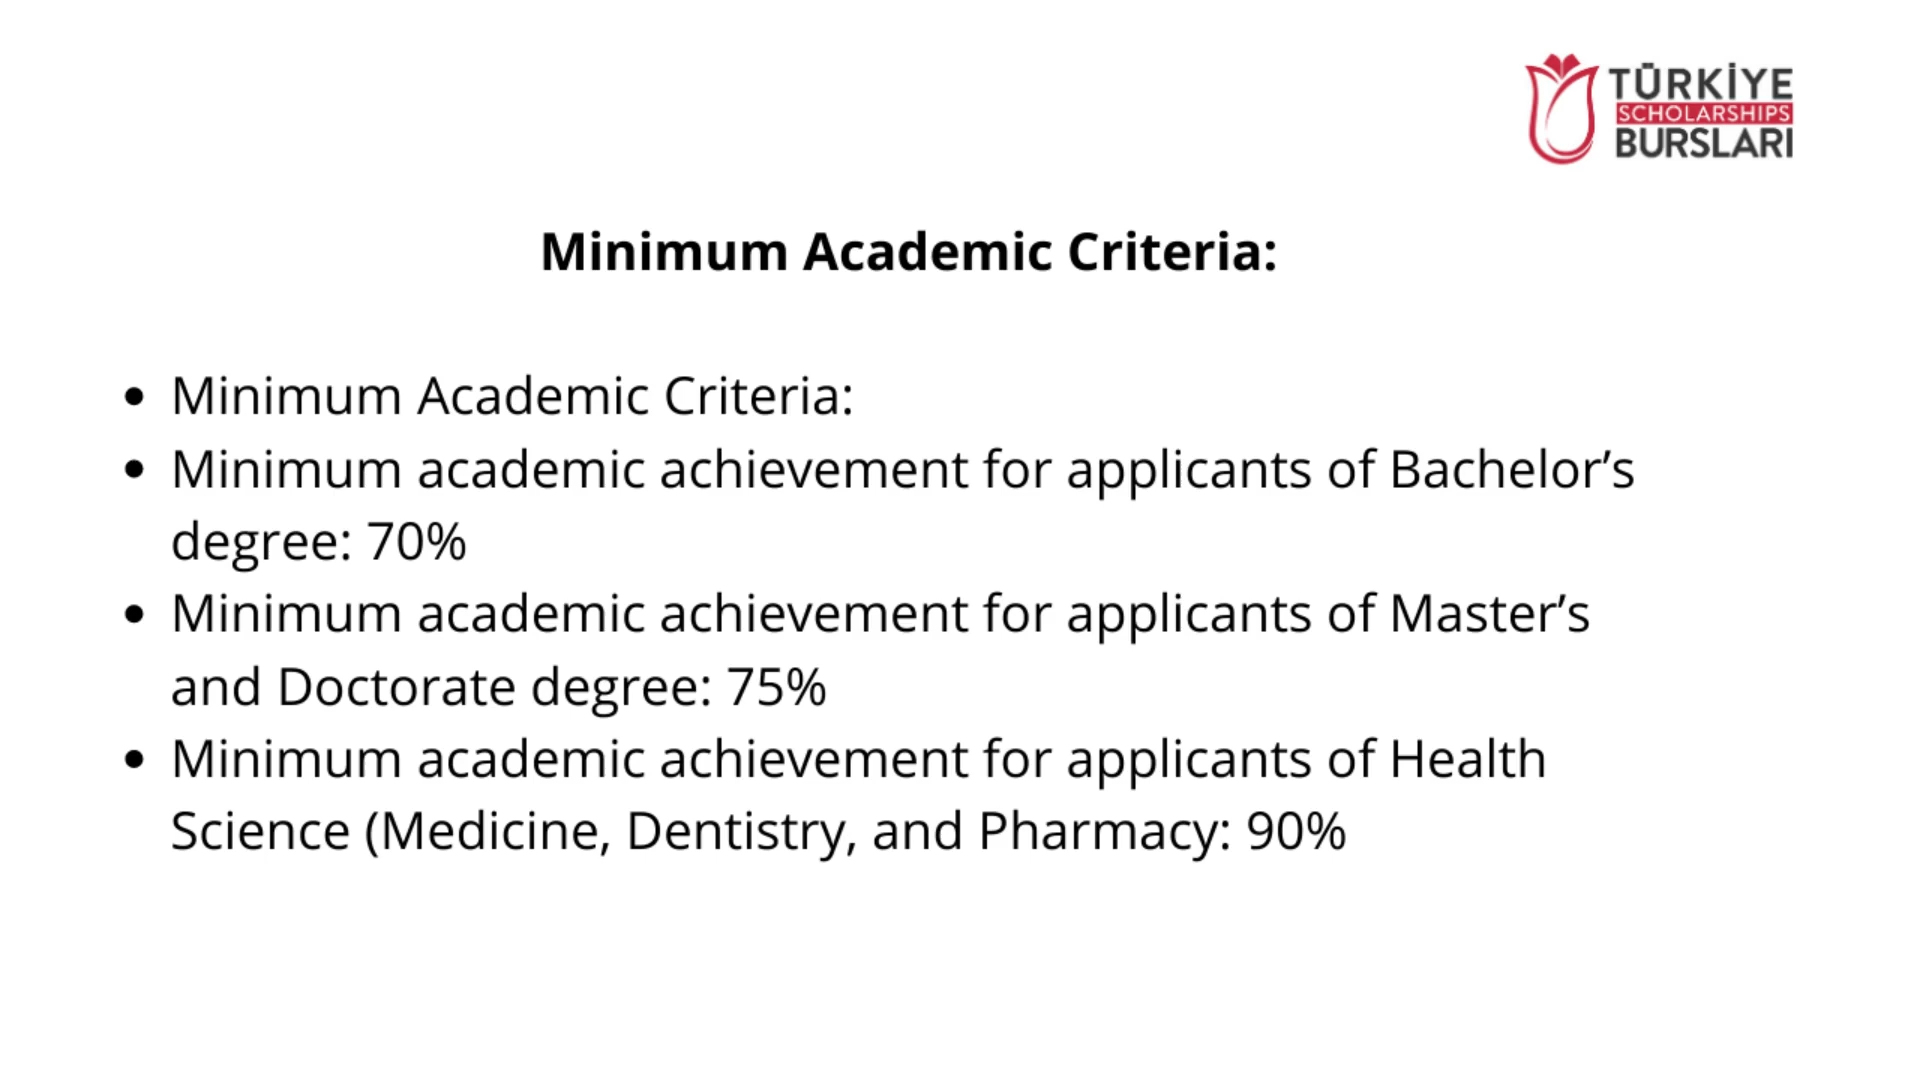 TÜRKİYE
SCHOLARSHIPS
BURSLARI
Minimum Academic Criteria:
• Minimum Academic Criteria:
• Minimum academic achievement for applicants of Bachelor’s
degree: 70%
• Minimum academic achievement for applicants of Master’s
and Doctorate degree: 75%
• Minimum academic achievement for applicants of Health
Science (Medicine, Dentistry, and Pharmacy: 90%